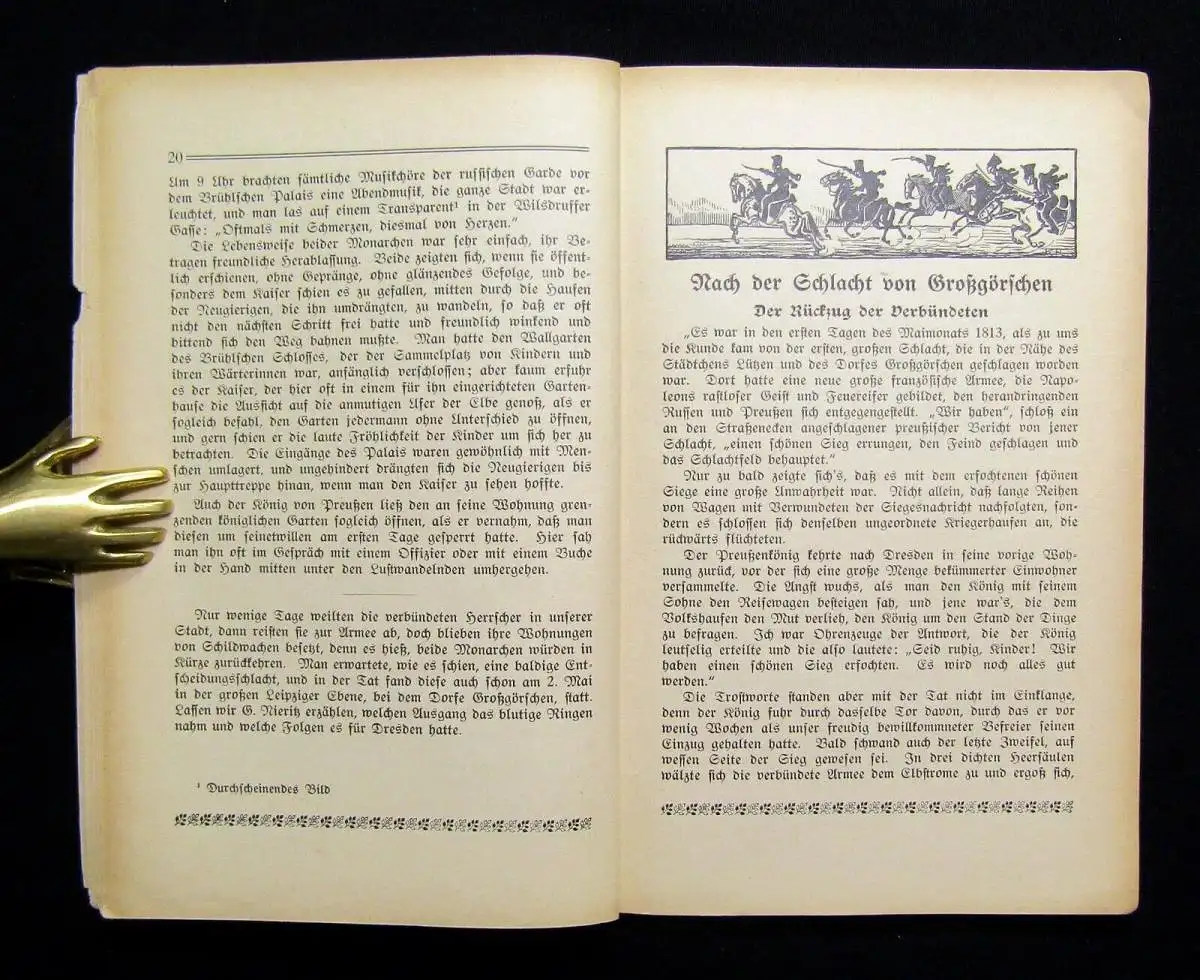 20
Um 9 Uhr brachten sämtliche Musikchöre der russischen Garde vor
dem Brühlschen Palais eine Abendmusik, die ganze Stadt war er-
leuchtet, und man las auf einem Transparent¹ in der Wilsdruffer
Gasse: „Oftmals mit Schmerzen, diesmal von Herzen.“
Die Lebensweise beider Monarchen war sehr einfach, ihr Be-
tragen freundliche Herablassung. Beide zeigten sich, wenn sie öffent-
lich erschienen, ohne Gepränge, ohne glänzendes Gefolge, und be-
sonders dem Kaiser schien es zu gefallen, mitten durch die Haufen
der Neugierigen, die ihn umdrängten, zu wandeln, so daß er oft
nicht den nächsten Schritt frei hatte und freundlich winkend und
bittend sich den Weg bahnen mußte. Man hatte den Wallgarten
des Brühlschen Schlosses, der der Sammelplatz von Kindern und
ihren Wärterinnen war, anfänglich verschlossen; aber kaum erfuhr
es der Kaiser, der hier oft in einem für ihn eingerichteten Garten-
hause die Aussicht auf die anmutigen Ufer der Elbe genoß, als er
sogleich befahl, den Garten jedermann ohne Unterschied zu öffnen,
und gern schien er die laute Fröhlichkeit der Kinder um sich her zu
betrachten. Die Eingänge des Palais waren gewöhnlich mit Men-
schen umlagert, und ungehindert drängten sich die Neugierigen bis
zur Haupttreppe hinan, wenn man den Kaiser zu sehen hoffte.
Auch der König von Preußen ließ den an seine Wohnung gren-
zenden königlichen Garten sogleich öffnen, als er vernahm, daß man
diesen um seinetwillen am ersten Tage gesperrt hatte. Hier sah
man ihn oft im Gespräch mit einem Offizier oder mit einem Buche
in der Hand mitten unter den Lustwandelnden umhergehen.
Nur wenige Tage weilten die verbündeten Herrscher in unserer
Stadt, dann reisten sie zur Armee ab, doch blieben ihre Wohnungen
von Schildwachen besetzt, denn es hieß, beide Monarchen würden in
Kürze zurückkehren. Man erwartete, wie es schien, eine baldige Ent-
scheidungsschlacht, und in der Tat fand diese auch schon am 2. Mai
in der großen Leipziger Ebene, bei dem Dorfe Großgörschen, statt.
Lassen wir G. Nieritz erzählen, welchen Ausgang das blutige Ringen
nahm und welche Folgen es für Dresden hatte.
¹ Durchscheinendes Bild
Nach der Schlacht von Großgörschen
Der Rückzug der Verbündeten
„Es war in den ersten Tagen des Maimonats 1813, als zu uns
die Kunde kam von der ersten, großen Schlacht, die in der Nähe des
Städtchens Lützen und des Dorfes Großgörschen geschlagen worden
war. Dort hatte eine neue große französische Armee, die Napo-
leons rastloser Geist und Feuereifer gebildet, den herandringenden
Russen und Preußen sich entgegengestellt. „Wir haben“, schloß ein
an den Straßenecken angeschlagener preußischer Bericht von jener
Schlacht, „einen schönen Sieg errungen, den Feind geschlagen und
das Schlachtfeld behauptet.“
Nur zu bald zeigte sich's, daß es mit dem erfochtenen schönen
Siege eine große Unwahrheit war. Nicht allein, daß lange Reihen
von Wagen mit Verwundeten der Siegesnachricht nachfolgten, son-
dern es schlossen sich denselben ungeordnete Kriegerhaufen an, die
rückwärts flüchteten.
Der Preußenkönig kehrte nach Dresden in seine vorige Woh-
nung zurück, vor der sich eine große Menge bekümmerter Einwohner
versammelte. Die Angst wuchs, als man den König mit seinem
Sohne den Reisewagen besteigen sah, und jene war's, die dem
Volkshaufen den Mut verlieh, den König um den Stand der Dinge
zu befragen. Ich war Ohrenzeuge der Antwort, die der König
leutselig erteilte und die also lautete: „Seid ruhig, Kinder! Wir
haben einen schönen Sieg erfochten. Es wird noch alles gut
werden.“
Die Trostworte standen aber mit der Tat nicht im Einklange,
denn der König fuhr durch dasselbe Tor davon, durch das er vor
wenig Wochen als unser freudig bewillkommneter Befreier seinen
Einzug gehalten hatte. Bald schwand auch der letzte Zweifel, auf
wessen Seite der Sieg gewesen sei. In drei dichten Heersäulen
wälzte sich die verbündete Armee dem Elbstrome zu und ergoß sich,